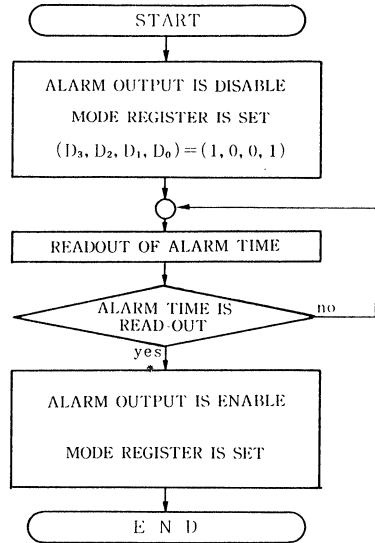 START
ALARM OUTPUT IS DISABLE
MODE REGISTER IS SET
(D₃, D₂, D₁, D₀)=(1, 0, 0, 1)
READOUT OF ALARM TIME
ALARM TIME IS
READ-OUT
no
yes
ALARM OUTPUT IS ENABLE
MODE REGISTER IS SET
E N D